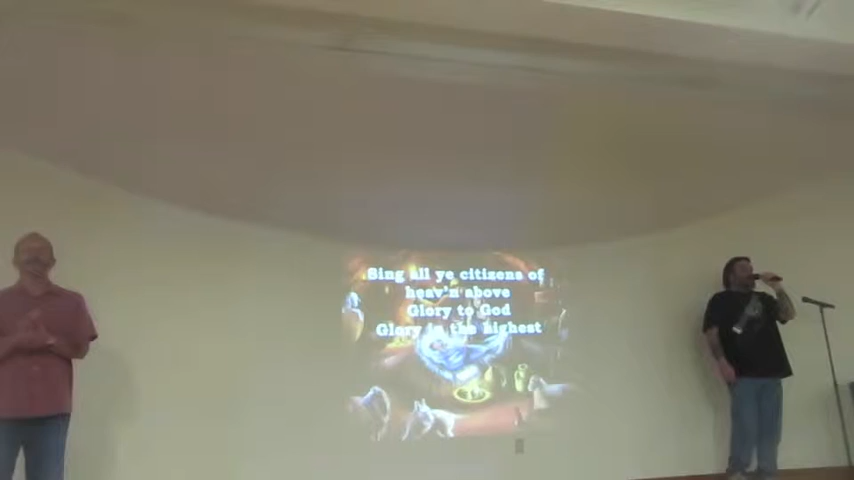 Sing all ye citizens of
heav'n above
Glory to God
Glory in the highest